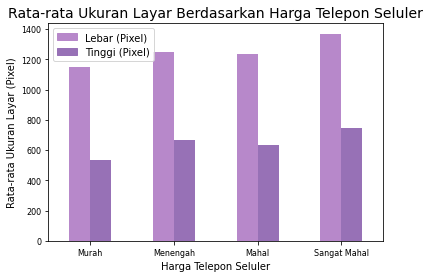 Rata-rata Ukuran Layar Berdasarkan Harga Telepon Seluler
Lebar (Pixel)
Tinggi (Pixel)
Rata-rata Ukuran Layar (Pixel)
1400
1200
1000
800
600
400
200
0
Murah Menengah Mahal Sangat Mahal
Harga Telepon Seluler